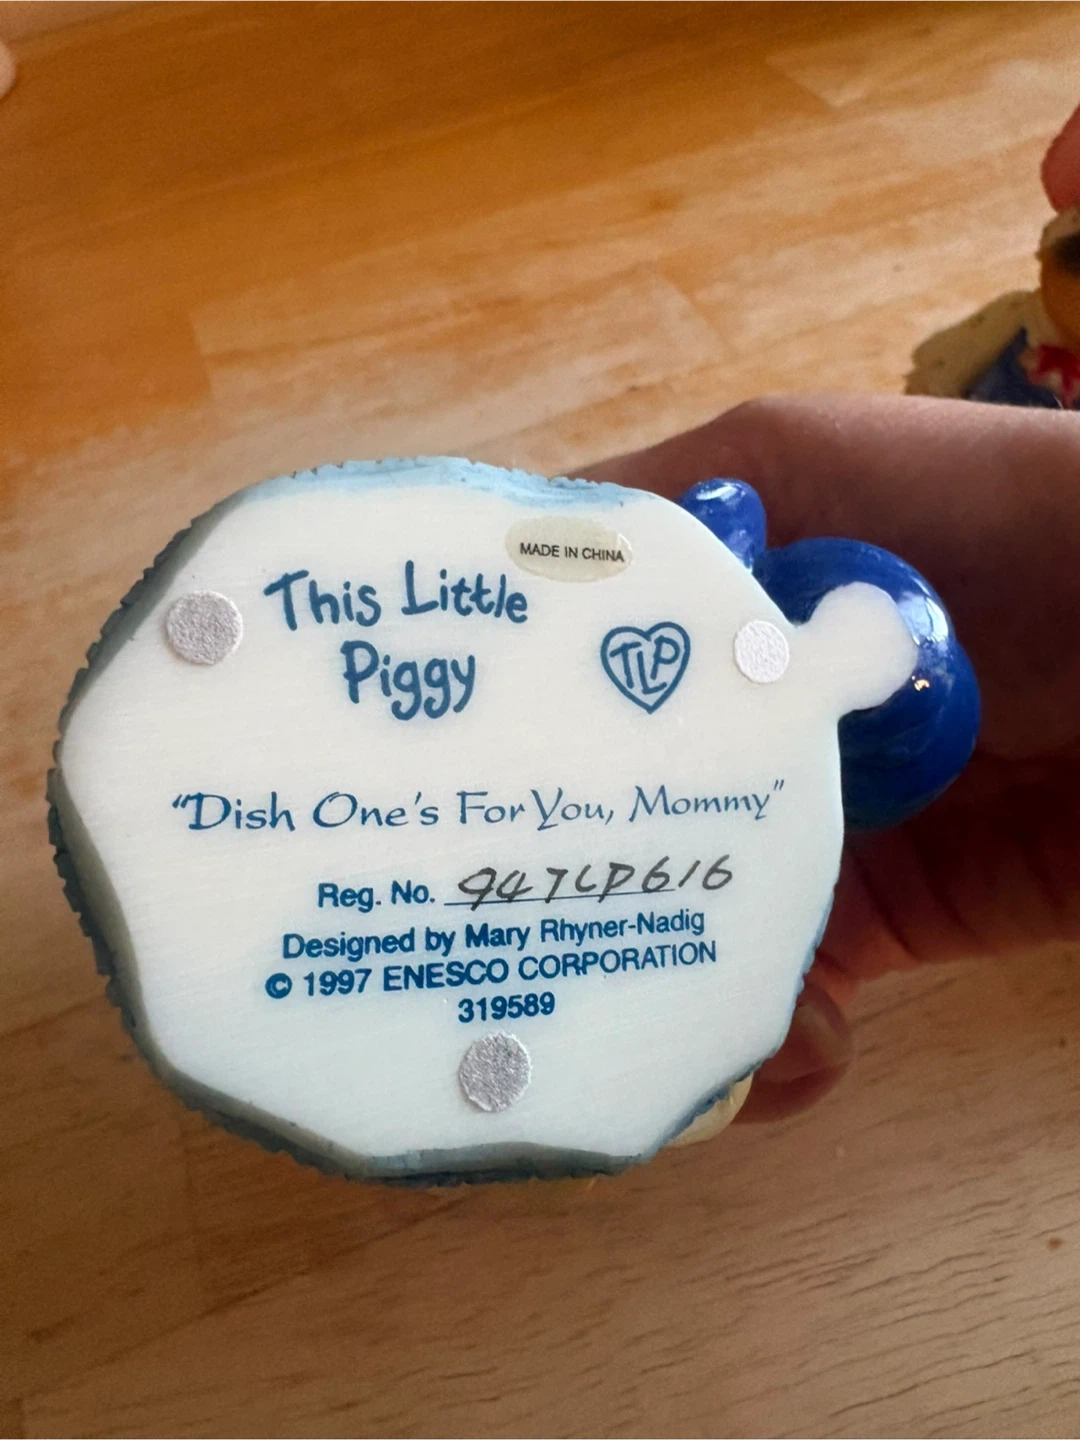 MADE IN CHINA
This Little
Piggy
TLP
"Dish One's For You, Mommy"
Reg. No. 947LP616
Designed by Mary Rhyner-Nadig
© 1997 ENESCO CORPORATION
319589